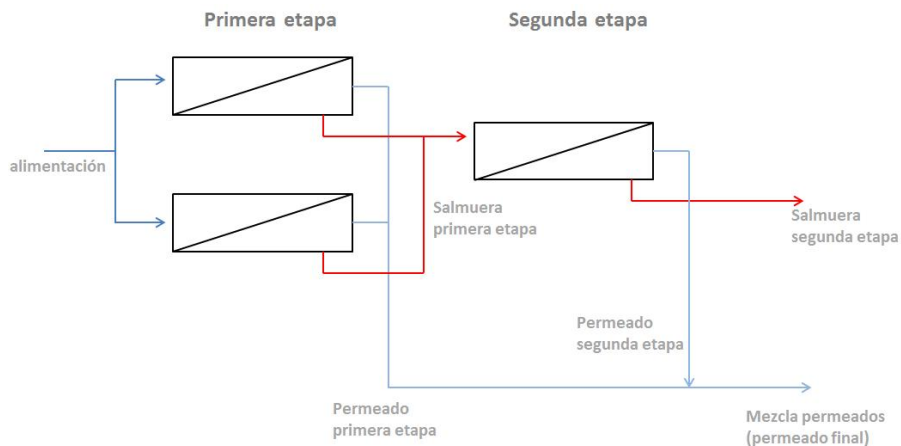 Primera etapa
Segunda etapa
alimentación
Salmuera
primera etapa
Salmuera
segunda etapa
Permeado
segunda etapa
Permeado
primera etapa
Mezcla permeados
(permeado final)